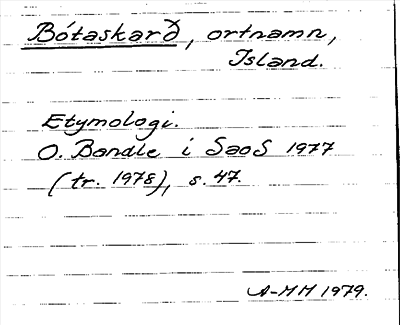 Bótaskarð, ortnamn,
Island.
Etymologi.
O. Bandle i SaoS 1977
(tr. 1978), s. 47.
A-MH 1979.